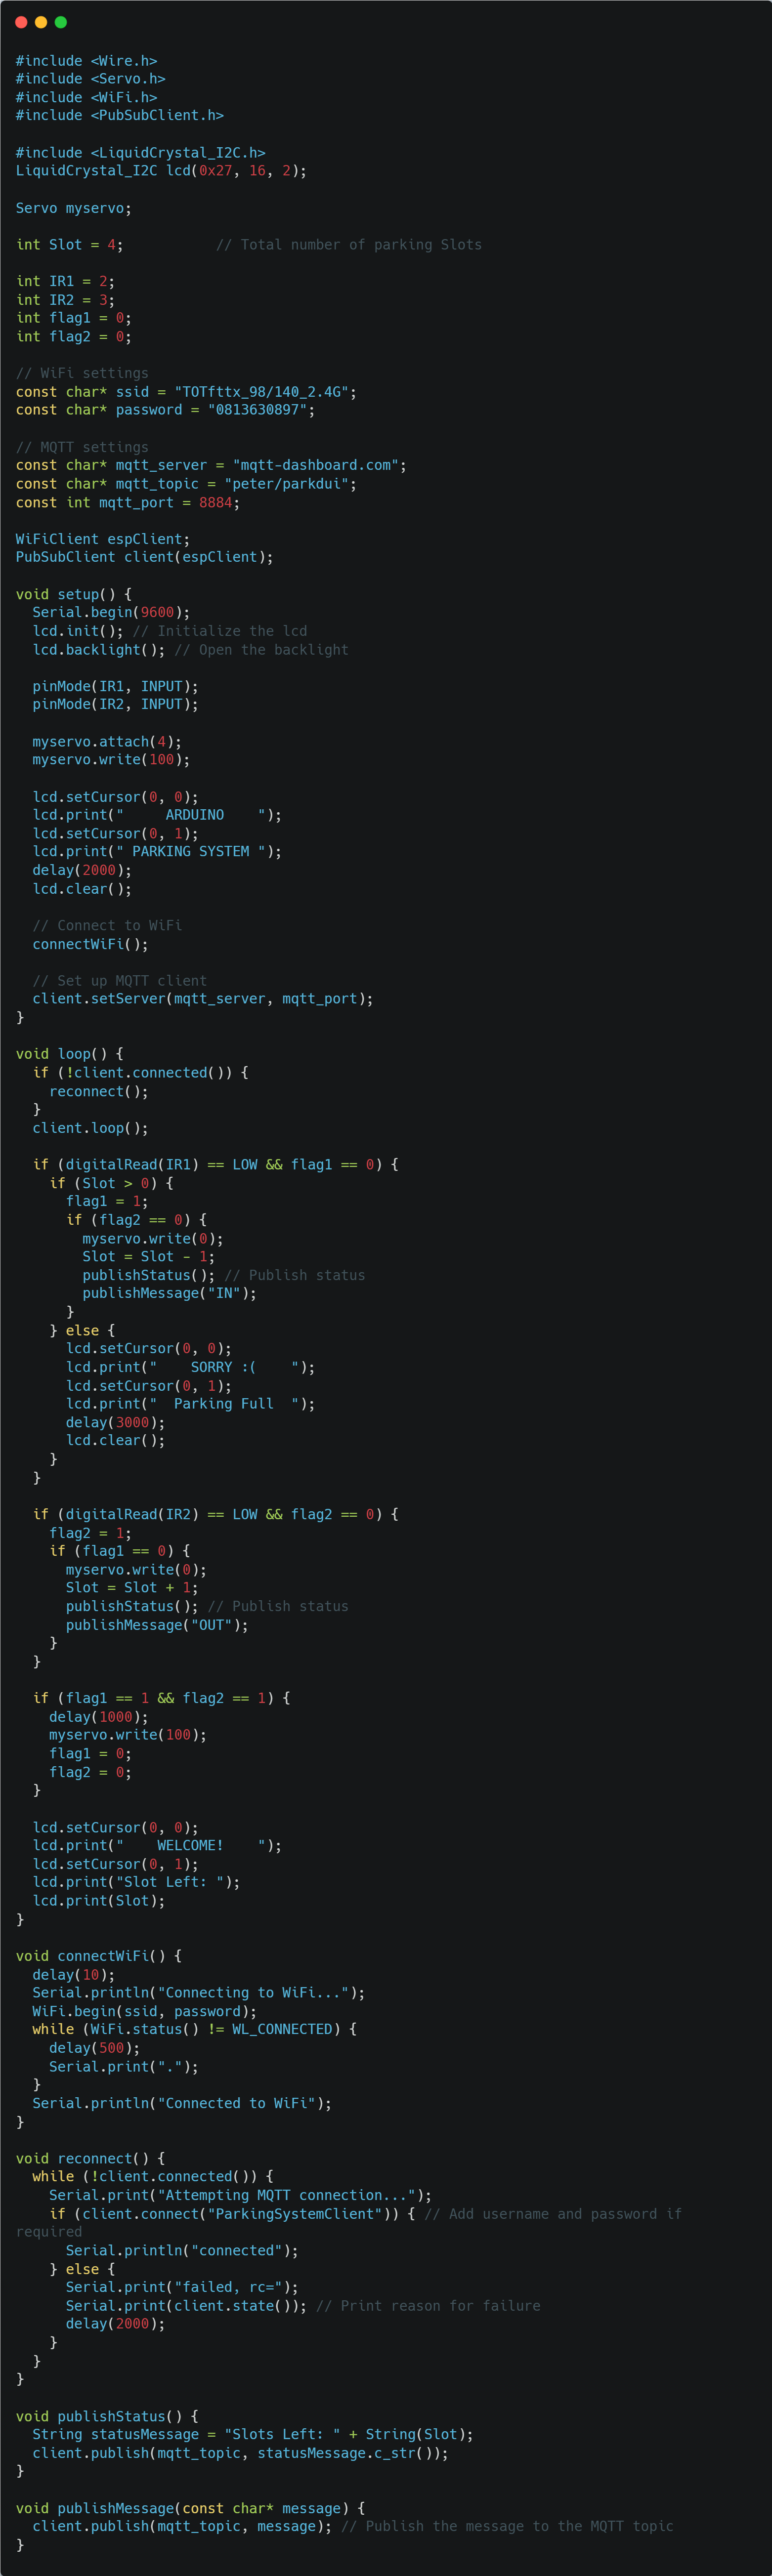 #include <Wire.h>
#include <Servo.h>
#include <WiFi.h>
#include <PubSubClient.h>

#include <LiquidCrystal_I2C.h>
LiquidCrystal_I2C lcd(0x27, 16, 2);

Servo myservo;

int Slot = 4;           // Total number of parking Slots

int IR1 = 2;
int IR2 = 3;
int flag1 = 0;
int flag2 = 0;

// WiFi settings
const char* ssid = "TOTfttx_98/140_2.4G";
const char* password = "0813630897";

// MQTT settings
const char* mqtt_server = "mqtt-dashboard.com";
const char* mqtt_topic = "peter/parkdui";
const int mqtt_port = 8884;

WiFiClient espClient;
PubSubClient client(espClient);

void setup() {
  Serial.begin(9600);
  lcd.init(); // Initialize the lcd
  lcd.backlight(); // Open the backlight

  pinMode(IR1, INPUT);
  pinMode(IR2, INPUT);

  myservo.attach(4);
  myservo.write(100);

  lcd.setCursor(0, 0);
  lcd.print("     ARDUINO    ");
  lcd.setCursor(0, 1);
  lcd.print(" PARKING SYSTEM ");
  delay(2000);
  lcd.clear();

  // Connect to WiFi
  connectWiFi();

  // Set up MQTT client
  client.setServer(mqtt_server, mqtt_port);
}

void loop() {
  if (!client.connected()) {
    reconnect();
  }
  client.loop();

  if (digitalRead(IR1) == LOW && flag1 == 0) {
    if (Slot > 0) {
      flag1 = 1;
      if (flag2 == 0) {
        myservo.write(0);
        Slot = Slot - 1;
        publishStatus(); // Publish status
        publishMessage("IN");
      }
    } else {
      lcd.setCursor(0, 0);
      lcd.print("    SORRY :(    ");
      lcd.setCursor(0, 1);
      lcd.print("  Parking Full  ");
      delay(3000);
      lcd.clear();
    }
  }

  if (digitalRead(IR2) == LOW && flag2 == 0) {
    flag2 = 1;
    if (flag1 == 0) {
      myservo.write(0);
      Slot = Slot + 1;
      publishStatus(); // Publish status
      publishMessage("OUT");
    }
  }

  if (flag1 == 1 && flag2 == 1) {
    delay(1000);
    myservo.write(100);
    flag1 = 0;
    flag2 = 0;
  }

  lcd.setCursor(0, 0);
  lcd.print("    WELCOME!    ");
  lcd.setCursor(0, 1);
  lcd.print("Slot Left: ");
  lcd.print(Slot);
}

void connectWiFi() {
  delay(10);
  Serial.println("Connecting to WiFi...");
  WiFi.begin(ssid, password);
  while (WiFi.status() != WL_CONNECTED) {
    delay(500);
    Serial.print(".");
  }
  Serial.println("Connected to WiFi");
}

void reconnect() {
  while (!client.connected()) {
    Serial.print("Attempting MQTT connection...");
    if (client.connect("ParkingSystemClient")) { // Add username and password if
required
      Serial.println("connected");
    } else {
      Serial.print("failed, rc=");
      Serial.print(client.state()); // Print reason for failure
      delay(2000);
    }
  }
}

void publishStatus() {
  String statusMessage = "Slots Left: " + String(Slot);
  client.publish(mqtt_topic, statusMessage.c_str());
}

void publishMessage(const char* message) {
  client.publish(mqtt_topic, message); // Publish the message to the MQTT topic
}